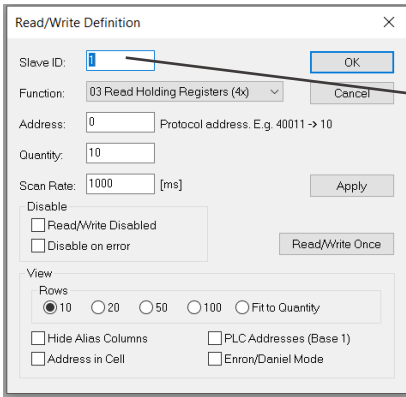 Read/Write Definition
Slave ID: 1 OK
Function: 03 Read Holding Registers (4x) Cancel
Address: 0 Protocol address. E.g. 40011 -> 10
Quantity: 10
Scan Rate: 1000 [ms] Apply
Disable
Read/Write Disabled
Disable on error Read/Write Once
View
Rows
10 20 50 100 Fit to Quantity
Hide Alias Columns PLC Addresses (Base 1)
Address in Cell Enron/Daniel Mode